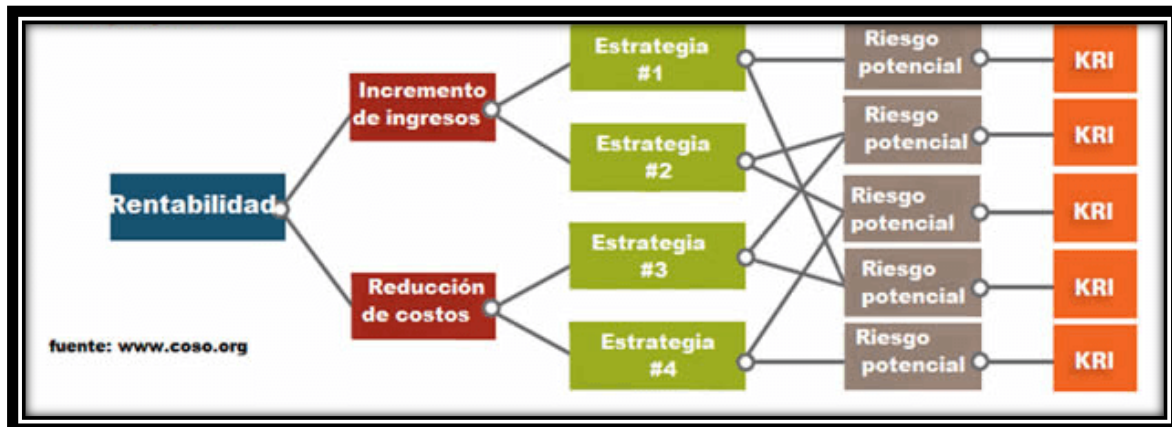 Rentabilidad
Incremento
de ingresos
Reducción
de costos
Estrategia
#1
Estrategia
#2
Estrategia
#3
Estrategia
#4
Riesgo
potencial
Riesgo
potencial
Riesgo
potencial
Riesgo
potencial
Riesgo
potencial
KRI
KRI
KRI
KRI
KRI
fuente: www.coso.org